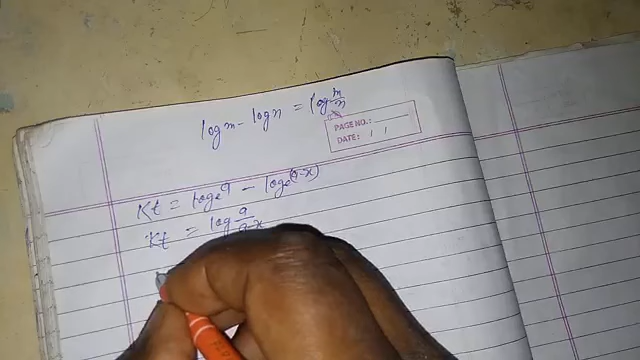 log m - log n = log m/n
PAGE NO.:
DATE: / /
Kt = logₑ a - logₑ (a-x)
Kt = log a/a-x